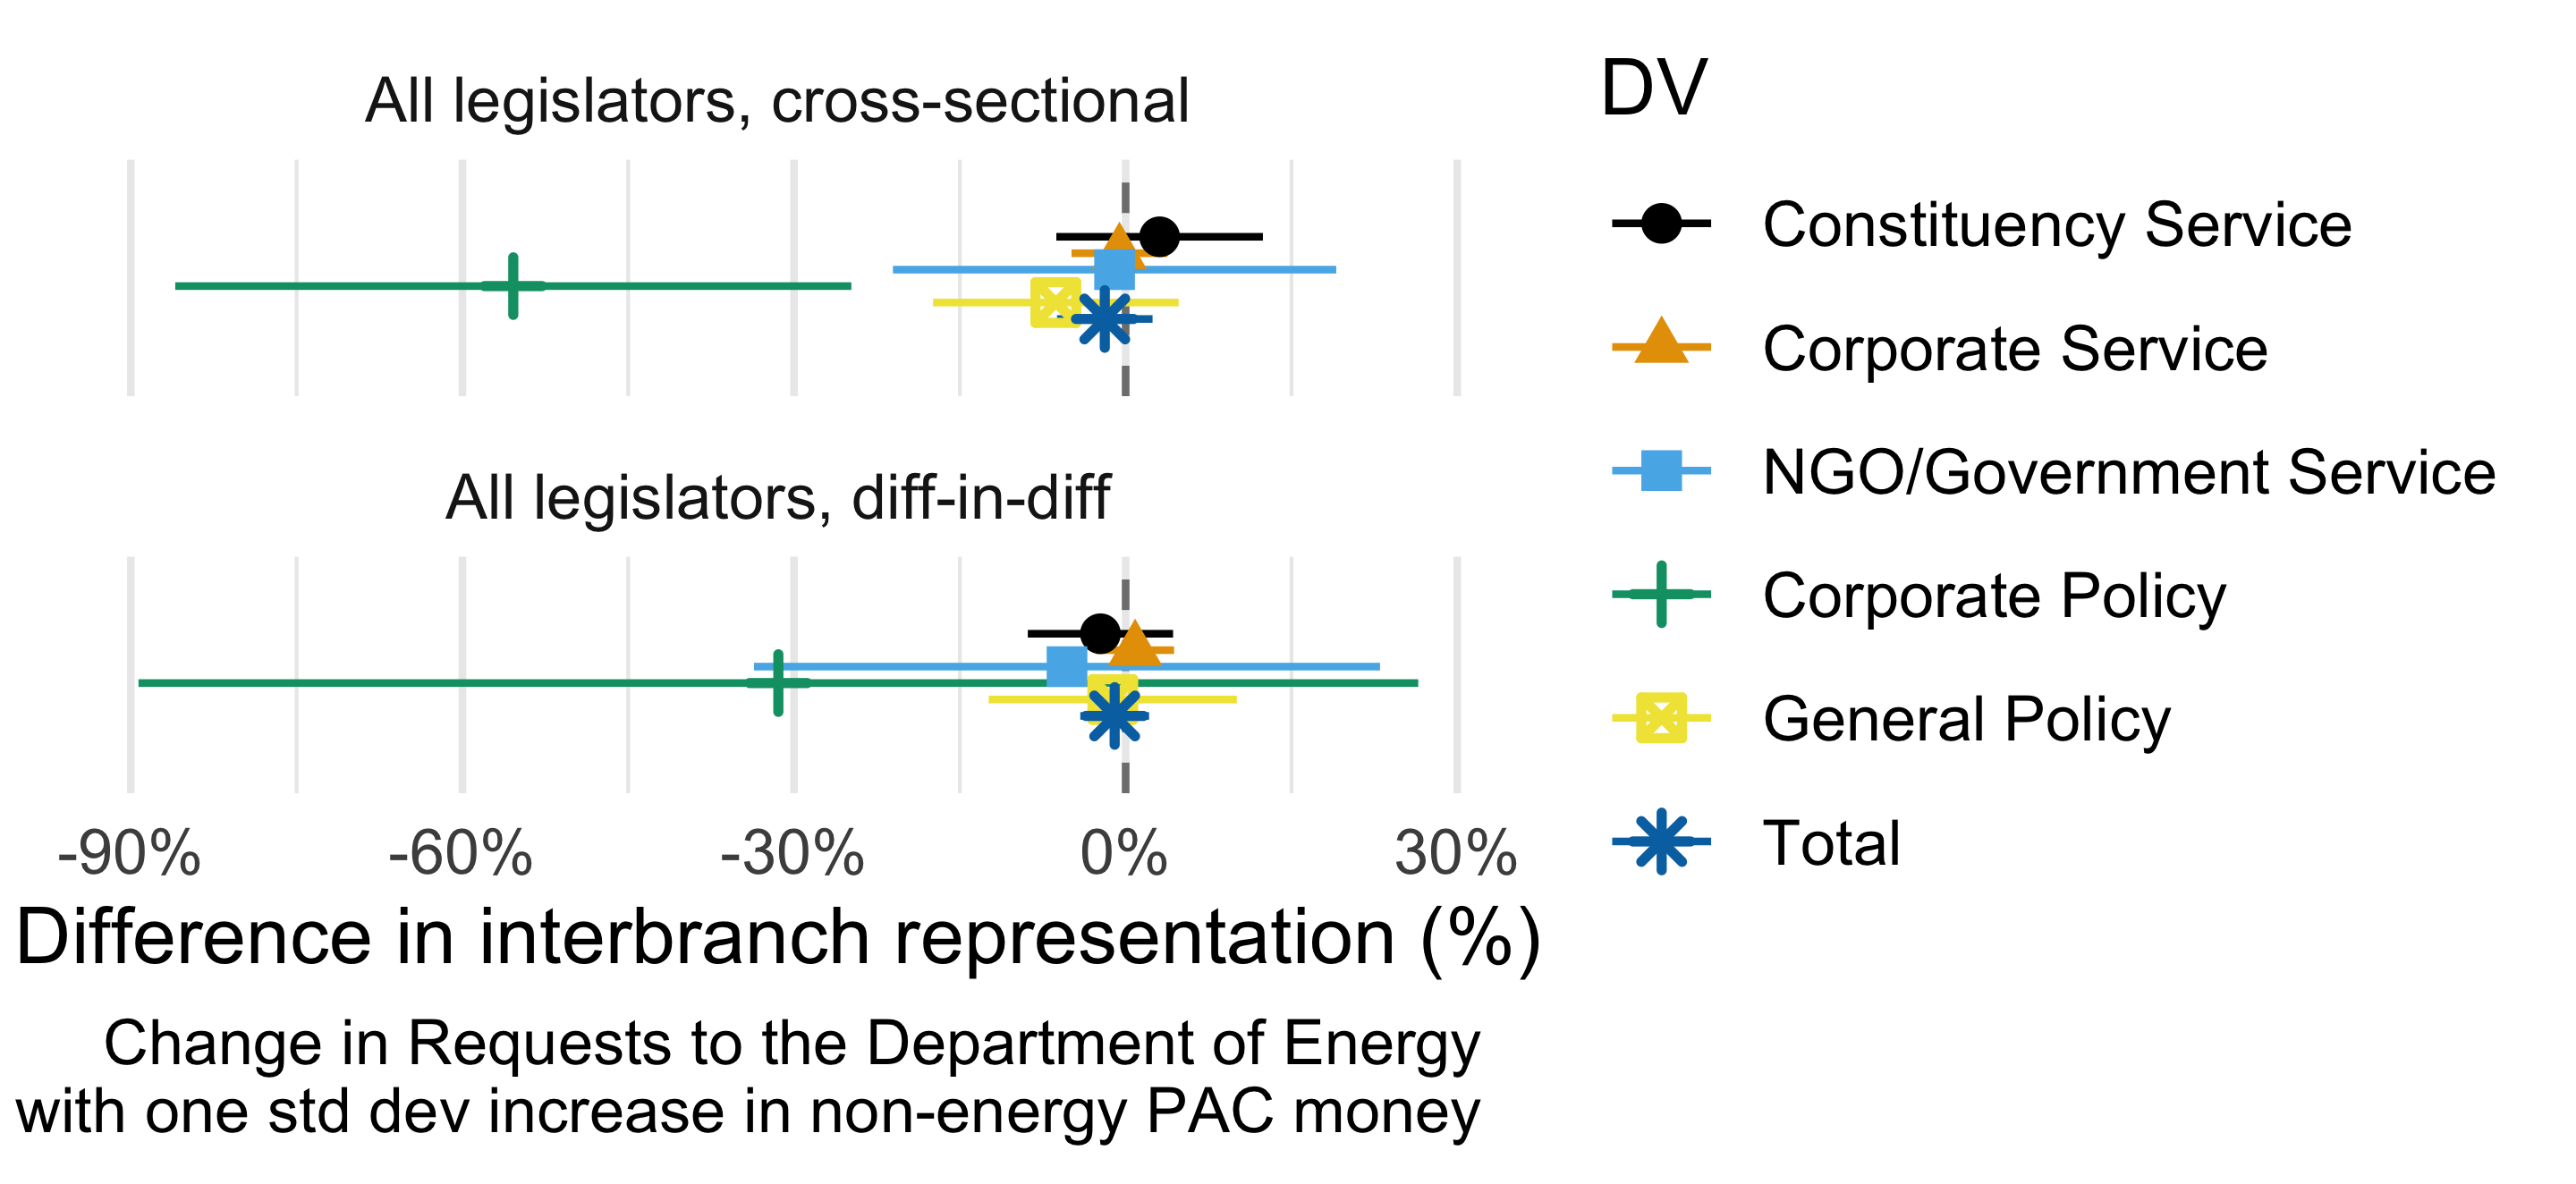 All legislators, cross-sectional
All legislators, diff-in-diff
-90% -60% -30% 0% 30%
Difference in interbranch representation (%)
Change in Requests to the Department of Energy
with one std dev increase in non-energy PAC money
DV
Constituency Service
Corporate Service
NGO/Government Service
Corporate Policy
General Policy
Total